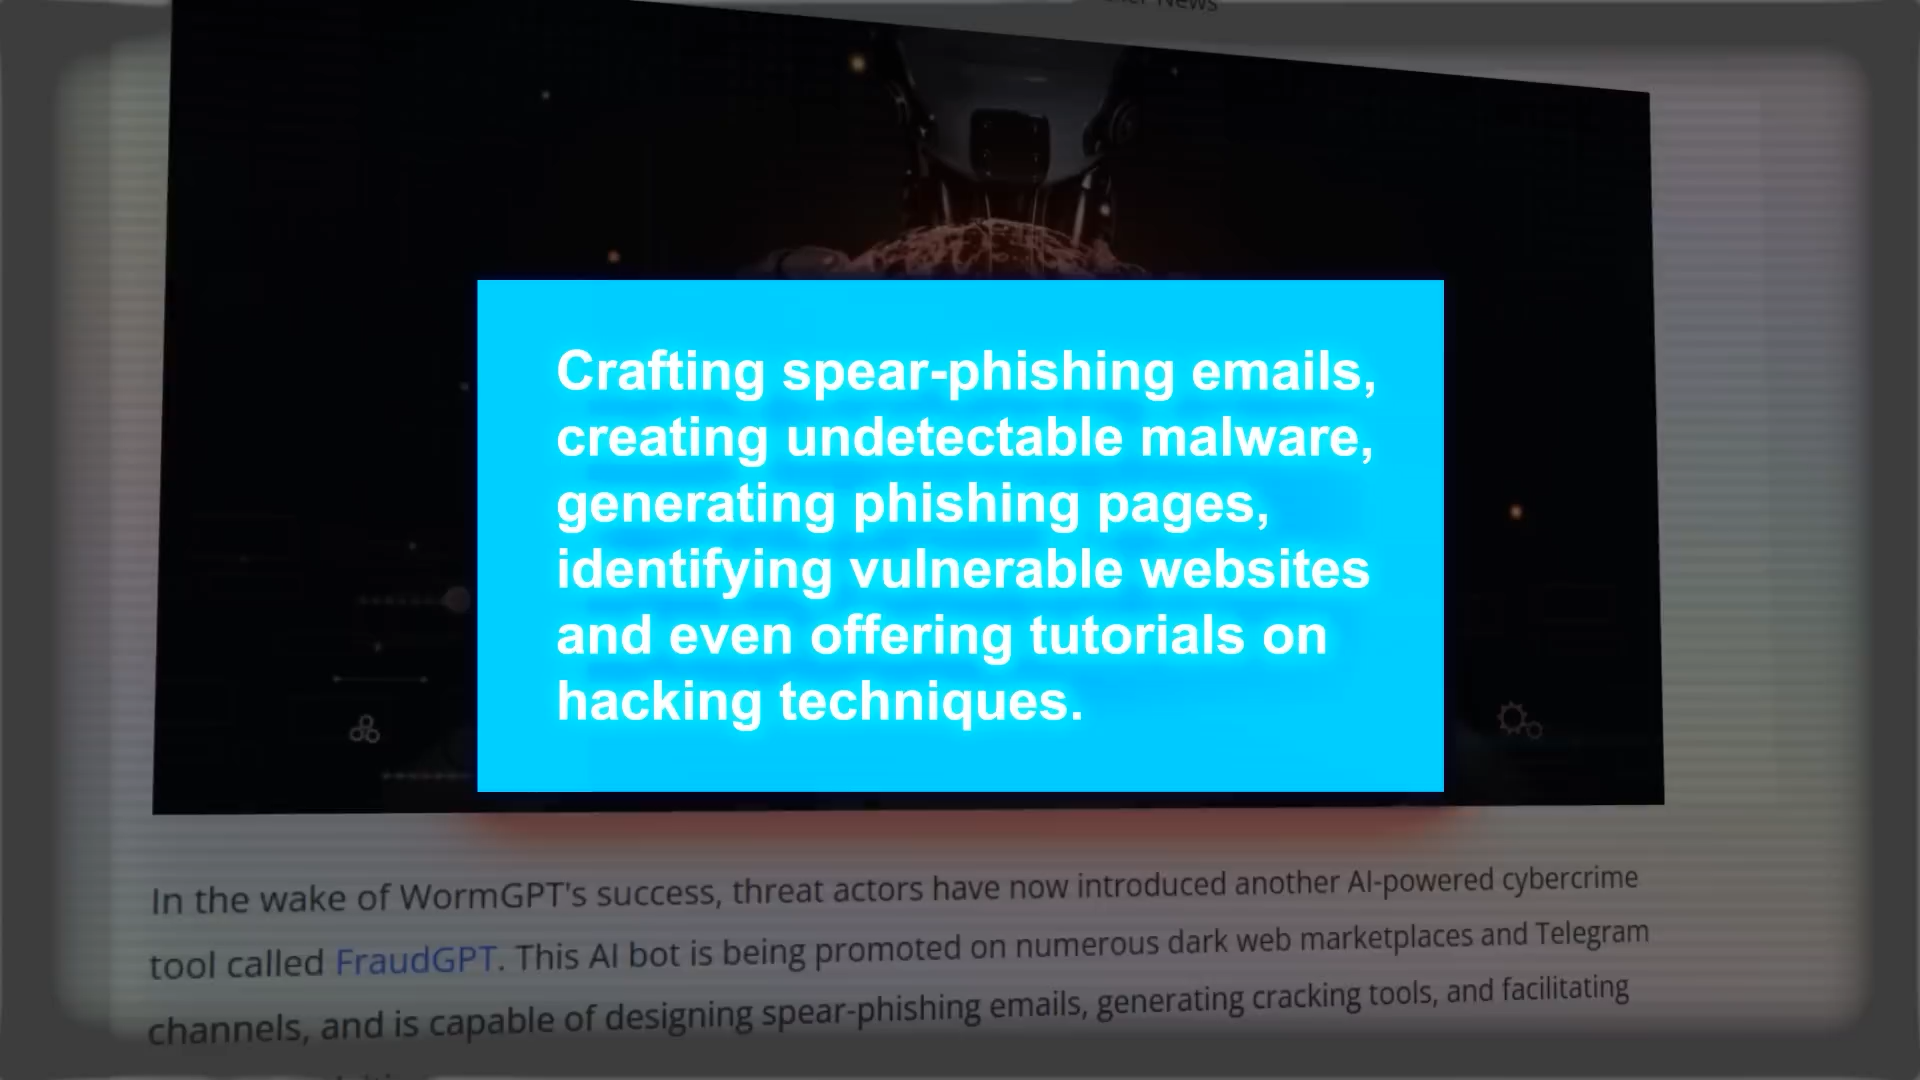 News
Crafting spear-phishing emails,
creating undetectable malware,
generating phishing pages,
identifying vulnerable websites
and even offering tutorials on
hacking techniques.
In the wake of WormGPT's success, threat actors have now introduced another AI-powered cybercrime
tool called FraudGPT. This AI bot is being promoted on numerous dark web marketplaces and Telegram
channels, and is capable of designing spear-phishing emails, generating cracking tools, and facilitating